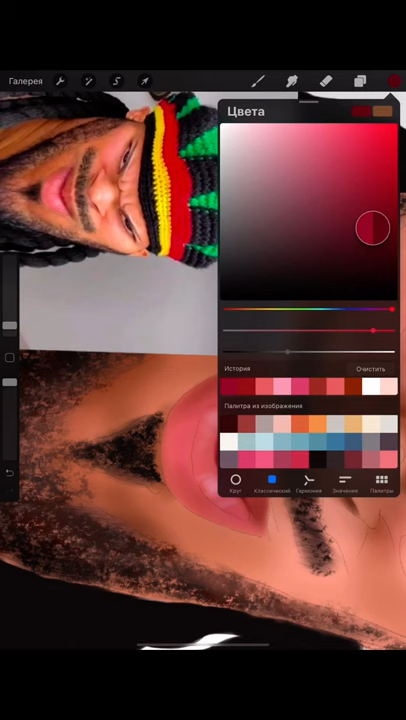 Галерея
Цвета
История
Очистить
Палитра из изображения
Круг
Классический
Гармония
Значение
Палитры